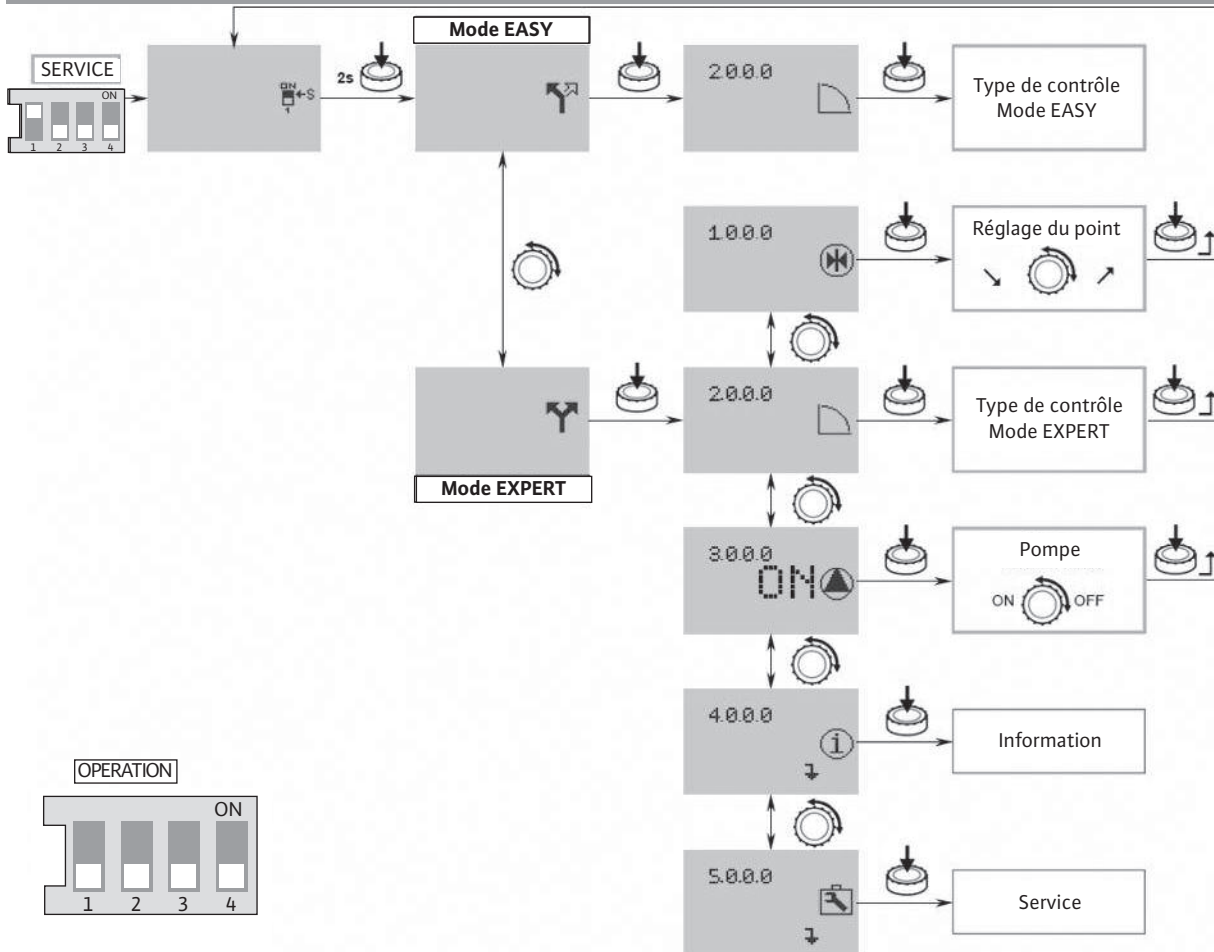 Mode EASY
SERVICE
ON
1 2 3 4
ON
S
1
2s
2.0.0.0
Type de contrôle
Mode EASY
1.0.0.0
Réglage du point
2.0.0.0
Type de contrôle
Mode EXPERT
Mode EXPERT
3.0.0.0
ON
Pompe
ON OFF
4.0.0.0
i
Information
OPERATION
ON
1 2 3 4
5.0.0.0
Service